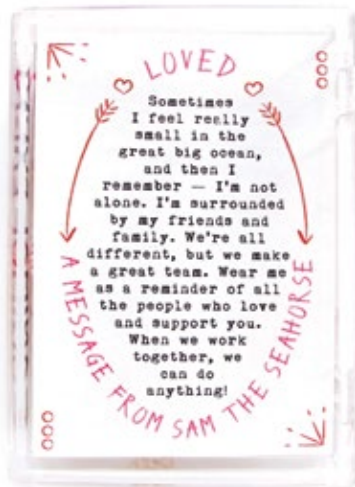 LOVED
Sometimes
I feel really
small in the
great big ocean,
and then I
remember — I'm not
alone. I'm surrounded
by my friends and
family. We're all
different, but we make
a great team. Wear me
as a reminder of all
the people who love
and support you.
When we work
together, we
can do
anything!
A MESSAGE FROM SAM THE SEAHORSE